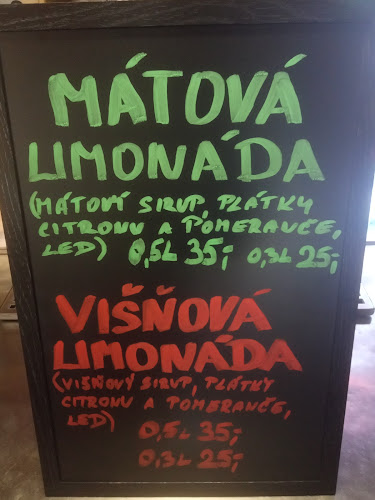 MÁTOVÁ
LIMONÁDA
(MÁTOVÝ SIRUP, PLÁTKY
CITRONU A POMERANČE,
LED) 0,5L 35,- 0,3L 25,-
VIŠŇOVÁ
LIMONÁDA
(VIŠŇOVÝ SIRUP, PLÁTKY
CITRONU A POMERANČE,
LED) 0,5L 35,-
0,3L 25,-